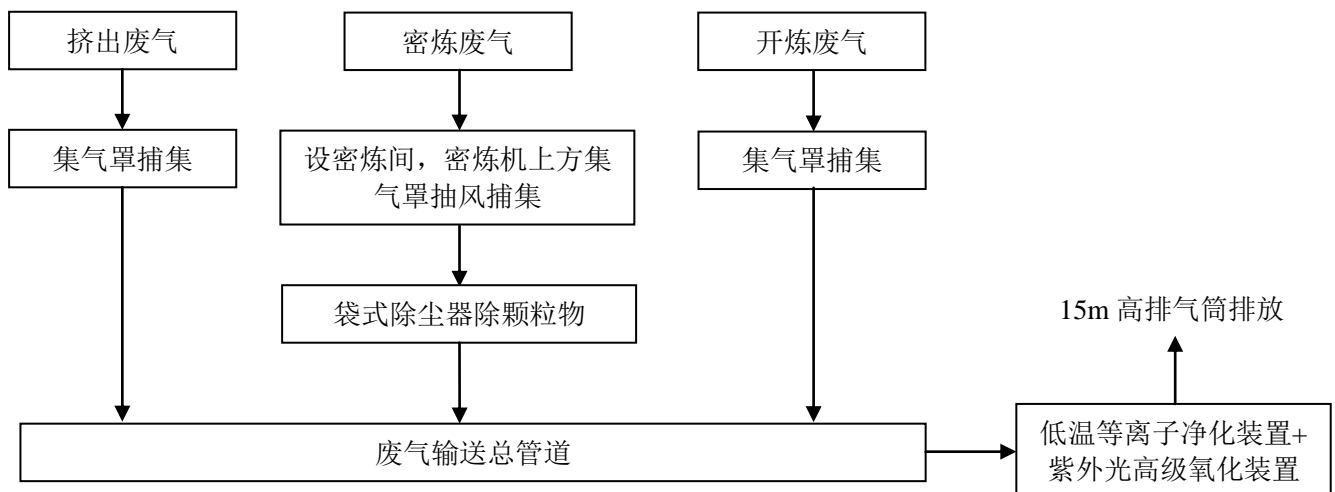 挤出废气
密炼废气
开炼废气
集气罩捕集
设密炼间，密炼机上方集
气罩抽风捕集
集气罩捕集
袋式除尘器除颗粒物
15m 高排气筒排放
废气输送总管道
低温等离子净化装置+
紫外光高级氧化装置